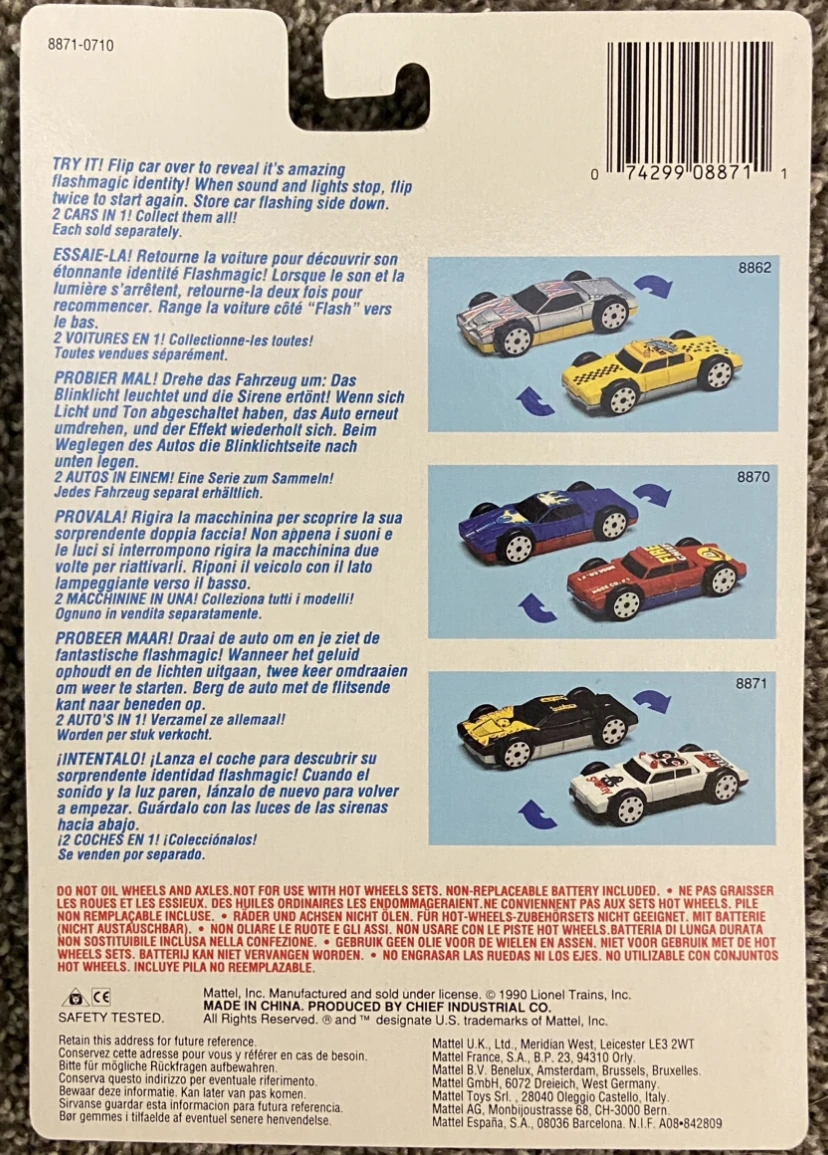 8871-0710
0 74299 08871 1
TRY IT! Flip car over to reveal it's amazing
flashmagic identity! When sound and lights stop, flip
twice to start again. Store car flashing side down.
2 CARS IN 1! Collect them all!
Each sold separately.
ESSAIE-LA! Retourne la voiture pour découvrir son
étonnante identité Flashmagic! Lorsque le son et la
lumière s'arrêtent, retourne-la deux fois pour
recommencer. Range la voiture côté "Flash" vers
le bas.
2 VOITURES EN 1! Collectionne-les toutes!
Toutes vendues séparément.
PROBIER MAL! Drehe das Fahrzeug um: Das
Blinklicht leuchtet und die Sirene ertönt! Wenn sich
Licht und Ton abgeschaltet haben, das Auto erneut
umdrehen, und der Effekt wiederholt sich. Beim
Weglegen des Autos die Blinklichtseite nach
unten legen.
2 AUTOS IN EINEM! Eine Serie zum Sammeln!
Jedes Fahrzeug separat erhältlich.
PROVALA! Rigira la macchinina per scoprire la sua
sorprendente doppia faccia! Non appena i suoni e
le luci si interrompono rigira la macchinina due
volte per riattivarli. Riponi il veicolo con il lato
lampeggiante verso il basso.
2 MACCHININE IN UNA! Colleziona tutti i modelli!
Ognuno in vendita separatamente.
PROBEER MAAR! Draai de auto om en je ziet de
fantastische flashmagic! Wanneer het geluid
ophoudt en de lichten uitgaan, twee keer omdraaien
om weer te starten. Berg de auto met de flitsende
kant naar beneden op.
2 AUTO'S IN 1! Verzamel ze allemaal!
Worden per stuk verkocht.
¡INTENTALO! ¡Lanza el coche para descubrir su
sorprendente identidad flashmagic! Cuando el
sonido y la luz paren, lánzalo de nuevo para volver
a empezar. Guárdalo con las luces de las sirenas
hacia abajo.
¡2 COCHES EN 1! ¡Colecciónalos!
Se venden por separado.
8862
8870
FIRE
CHIEF
8871
DO NOT OIL WHEELS AND AXLES.NOT FOR USE WITH HOT WHEELS SETS. NON-REPLACEABLE BATTERY INCLUDED. • NE PAS GRAISSER
LES ROUES ET LES ESSIEUX. DES HUILES ORDINAIRES LES ENDOMMAGERAIENT.NE CONVIENNENT PAS AUX SETS HOT WHEELS. PILE
NON REMPLAÇABLE INCLUSE. • RÄDER UND ACHSEN NICHT ÖLEN. FÜR HOT-WHEELS-ZUBEHÖRSETS NICHT GEEIGNET. MIT BATTERIE
(NICHT AUSTAUSCHBAR). • NON OLIARE LE RUOTE E GLI ASSI. NON USARE CON LE PISTE HOT WHEELS.BATTERIA DI LUNGA DURATA
NON SOSTITUIBILE INCLUSA NELLA CONFEZIONE. • GEBRUIK GEEN OLIE VOOR DE WIELEN EN ASSEN. NIET VOOR GEBRUIK MET DE HOT
WHEELS SETS. BATTERIJ KAN NIET VERVANGEN WORDEN. • NO ENGRASAR LAS RUEDAS NI LOS EJES. NO UTILIZABLE CON CONJUNTOS
HOT WHEELS. INCLUYE PILA NO REEMPLAZABLE.
CE
SAFETY TESTED.
Mattel, Inc. Manufactured and sold under license. © 1990 Lionel Trains, Inc.
MADE IN CHINA. PRODUCED BY CHIEF INDUSTRIAL CO.
All Rights Reserved. ® and ™ designate U.S. trademarks of Mattel, Inc.
Retain this address for future reference.
Conservez cette adresse pour vous y référer en cas de besoin.
Bitte für mögliche Rückfragen aufbewahren.
Conserva questo indirizzo per eventuale riferimento.
Bewaar deze informatie. Kan later van pas komen.
Sirvanse guardar esta informacion para futura referencia.
Bør gemmes i tilfaelde af eventuel senere henvendelse.
Mattel U.K., Ltd., Meridian West, Leicester LE3 2WT
Mattel France, S.A., B.P. 23, 94310 Orly.
Mattel B.V. Benelux, Amsterdam, Brussels, Bruxelles.
Mattel GmbH, 6072 Dreieich, West Germany.
Mattel Toys Srl. , 28040 Oleggio Castello, Italy.
Mattel AG, Monbijoustrasse 68, CH-3000 Bern.
Mattel España, S.A., 08036 Barcelona. N.I.F. A08•842809